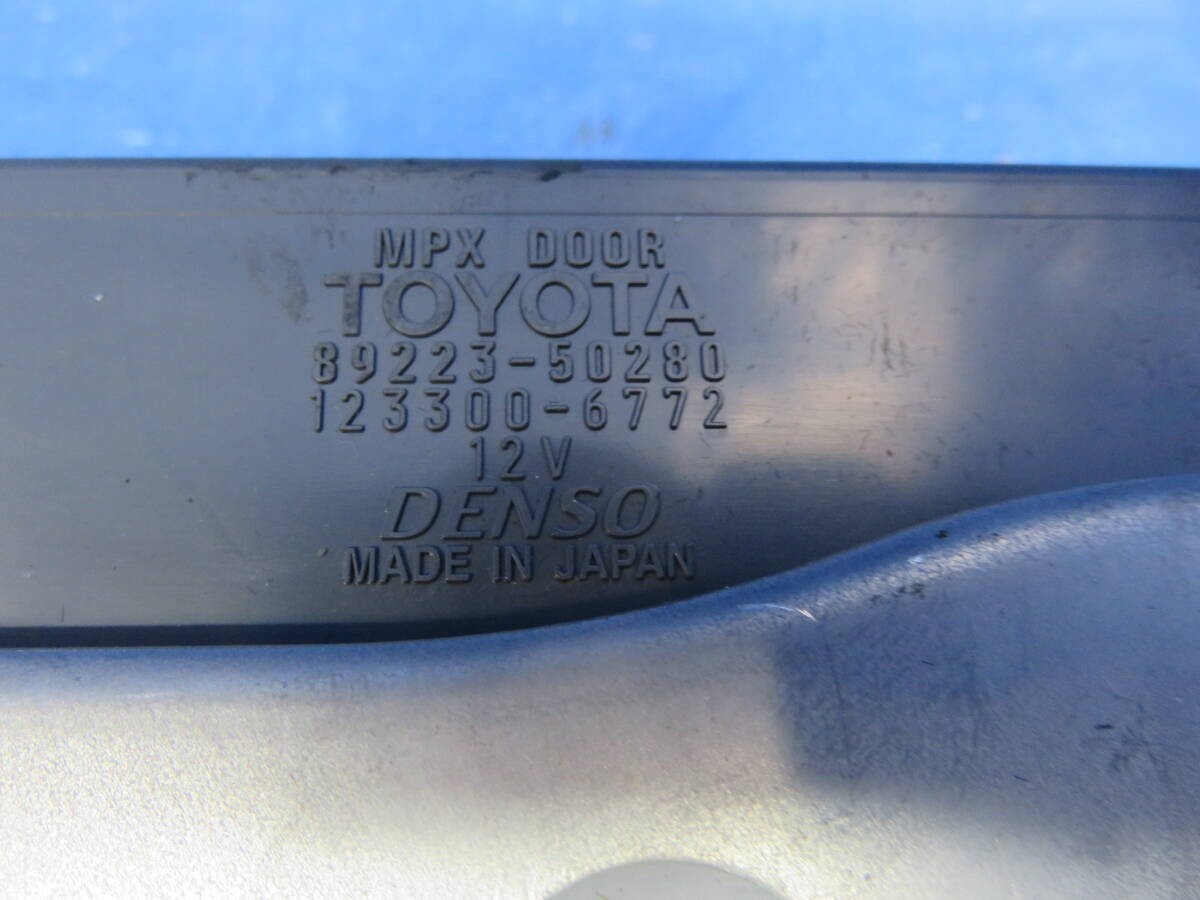 MPX DOOR
TOYOTA
89223-50280
123300-6772
12V
DENSO
MADE IN JAPAN